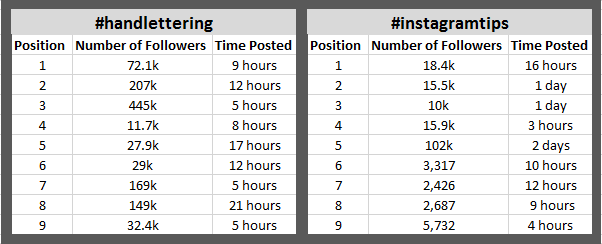 #handlettering
Position Number of Followers Time Posted
1 72.1k 9 hours
2 207k 12 hours
3 445k 5 hours
4 11.7k 8 hours
5 27.9k 17 hours
6 29k 12 hours
7 169k 5 hours
8 149k 21 hours
9 32.4k 5 hours
#instagramtips
Position Number of Followers Time Posted
1 18.4k 16 hours
2 15.5k 1 day
3 10k 1 day
4 15.9k 3 hours
5 102k 2 days
6 3,317 10 hours
7 2,426 12 hours
8 2,687 9 hours
9 5,732 4 hours